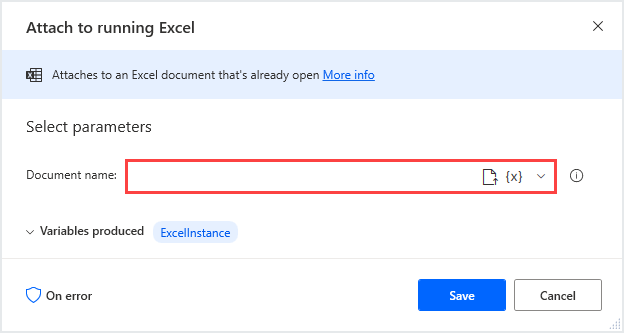 Attach to running Excel
Attaches to an Excel document that's already open More info
Select parameters
Document name: {x}
Variables produced ExcelInstance
On error Save Cancel